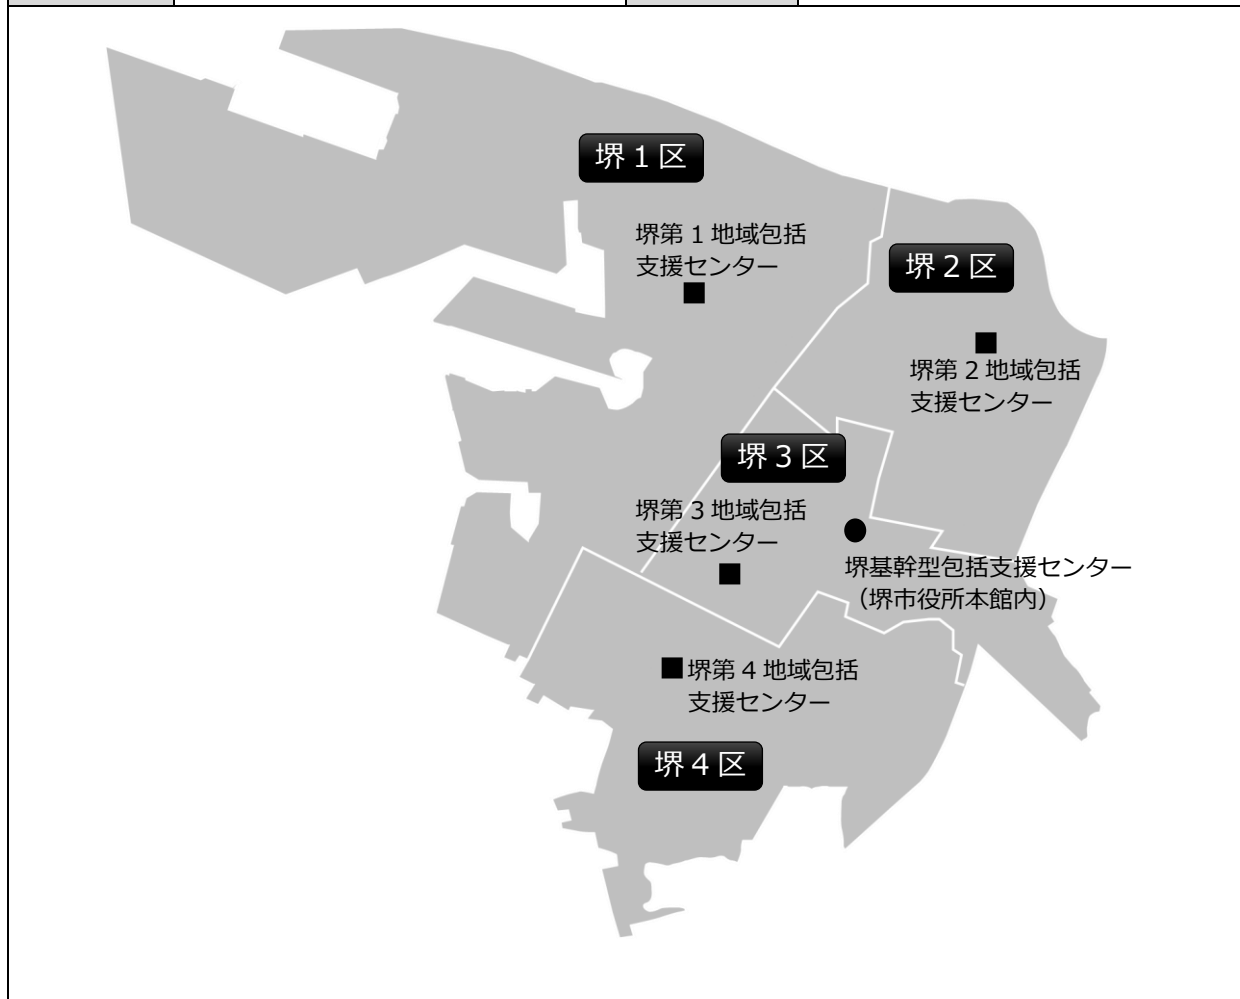 堺１区
堺第１地域包括
支援センター
堺２区
堺第２地域包括
支援センター
堺３区
堺第３地域包括
支援センター
堺基幹型包括支援センター
（堺市役所本館内）
堺第４地域包括
支援センター
堺４区